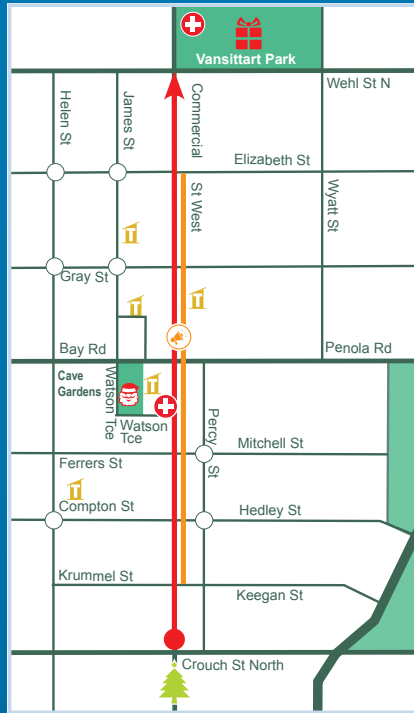 Vansittart Park
Wehl St N
Helen St
James St
Commercial
St West
Elizabeth St
Wyatt St
T
Gray St
T
T
Bay Rd
Penola Rd
Cave
Gardens
Watson Tce
T
Watson
Tce
Percy St
Mitchell St
Ferrers St
T
Compton St
Hedley St
Krummel St
Keegan St
Crouch St North